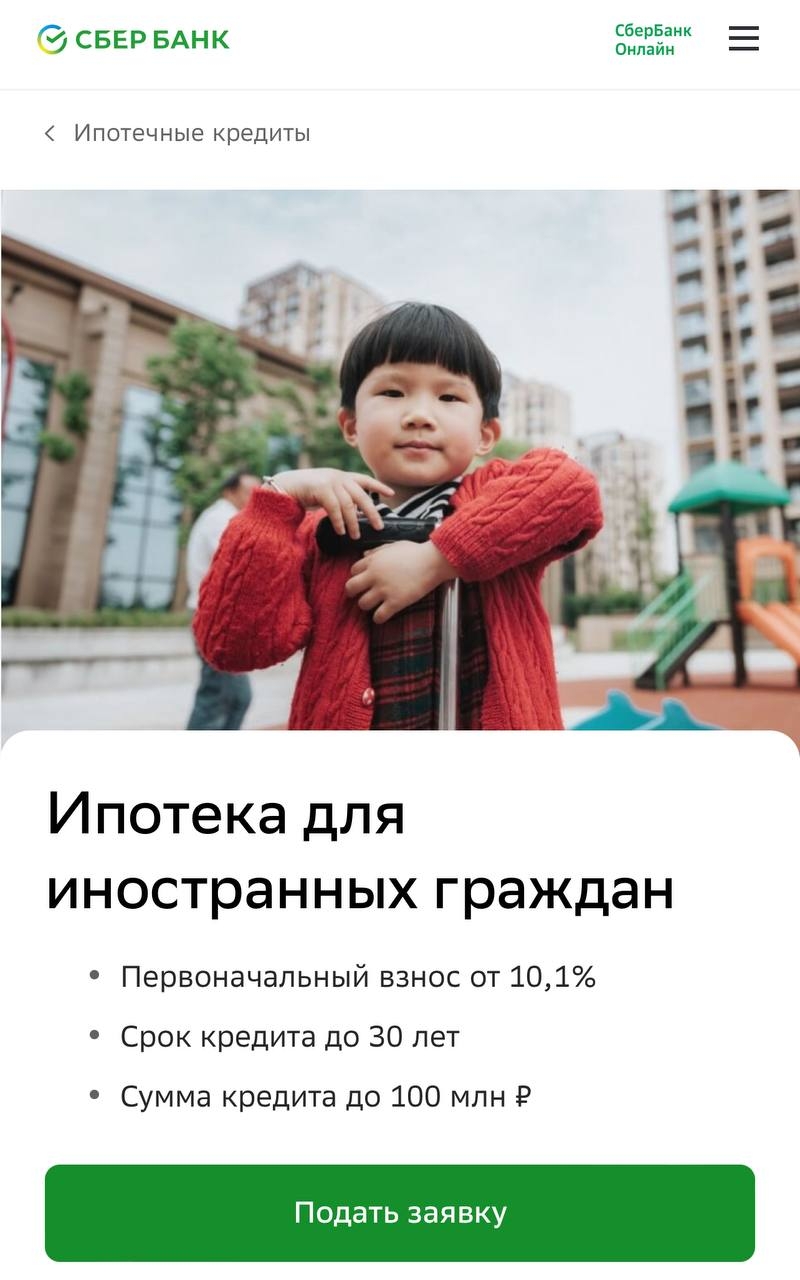 СБЕР БАНК
СберБанк
Онлайн
Ипотечные кредиты
Ипотека для
иностранных граждан
Первоначальный взнос от 10,1%
Срок кредита до 30 лет
Сумма кредита до 100 млн ₽
Подать заявку